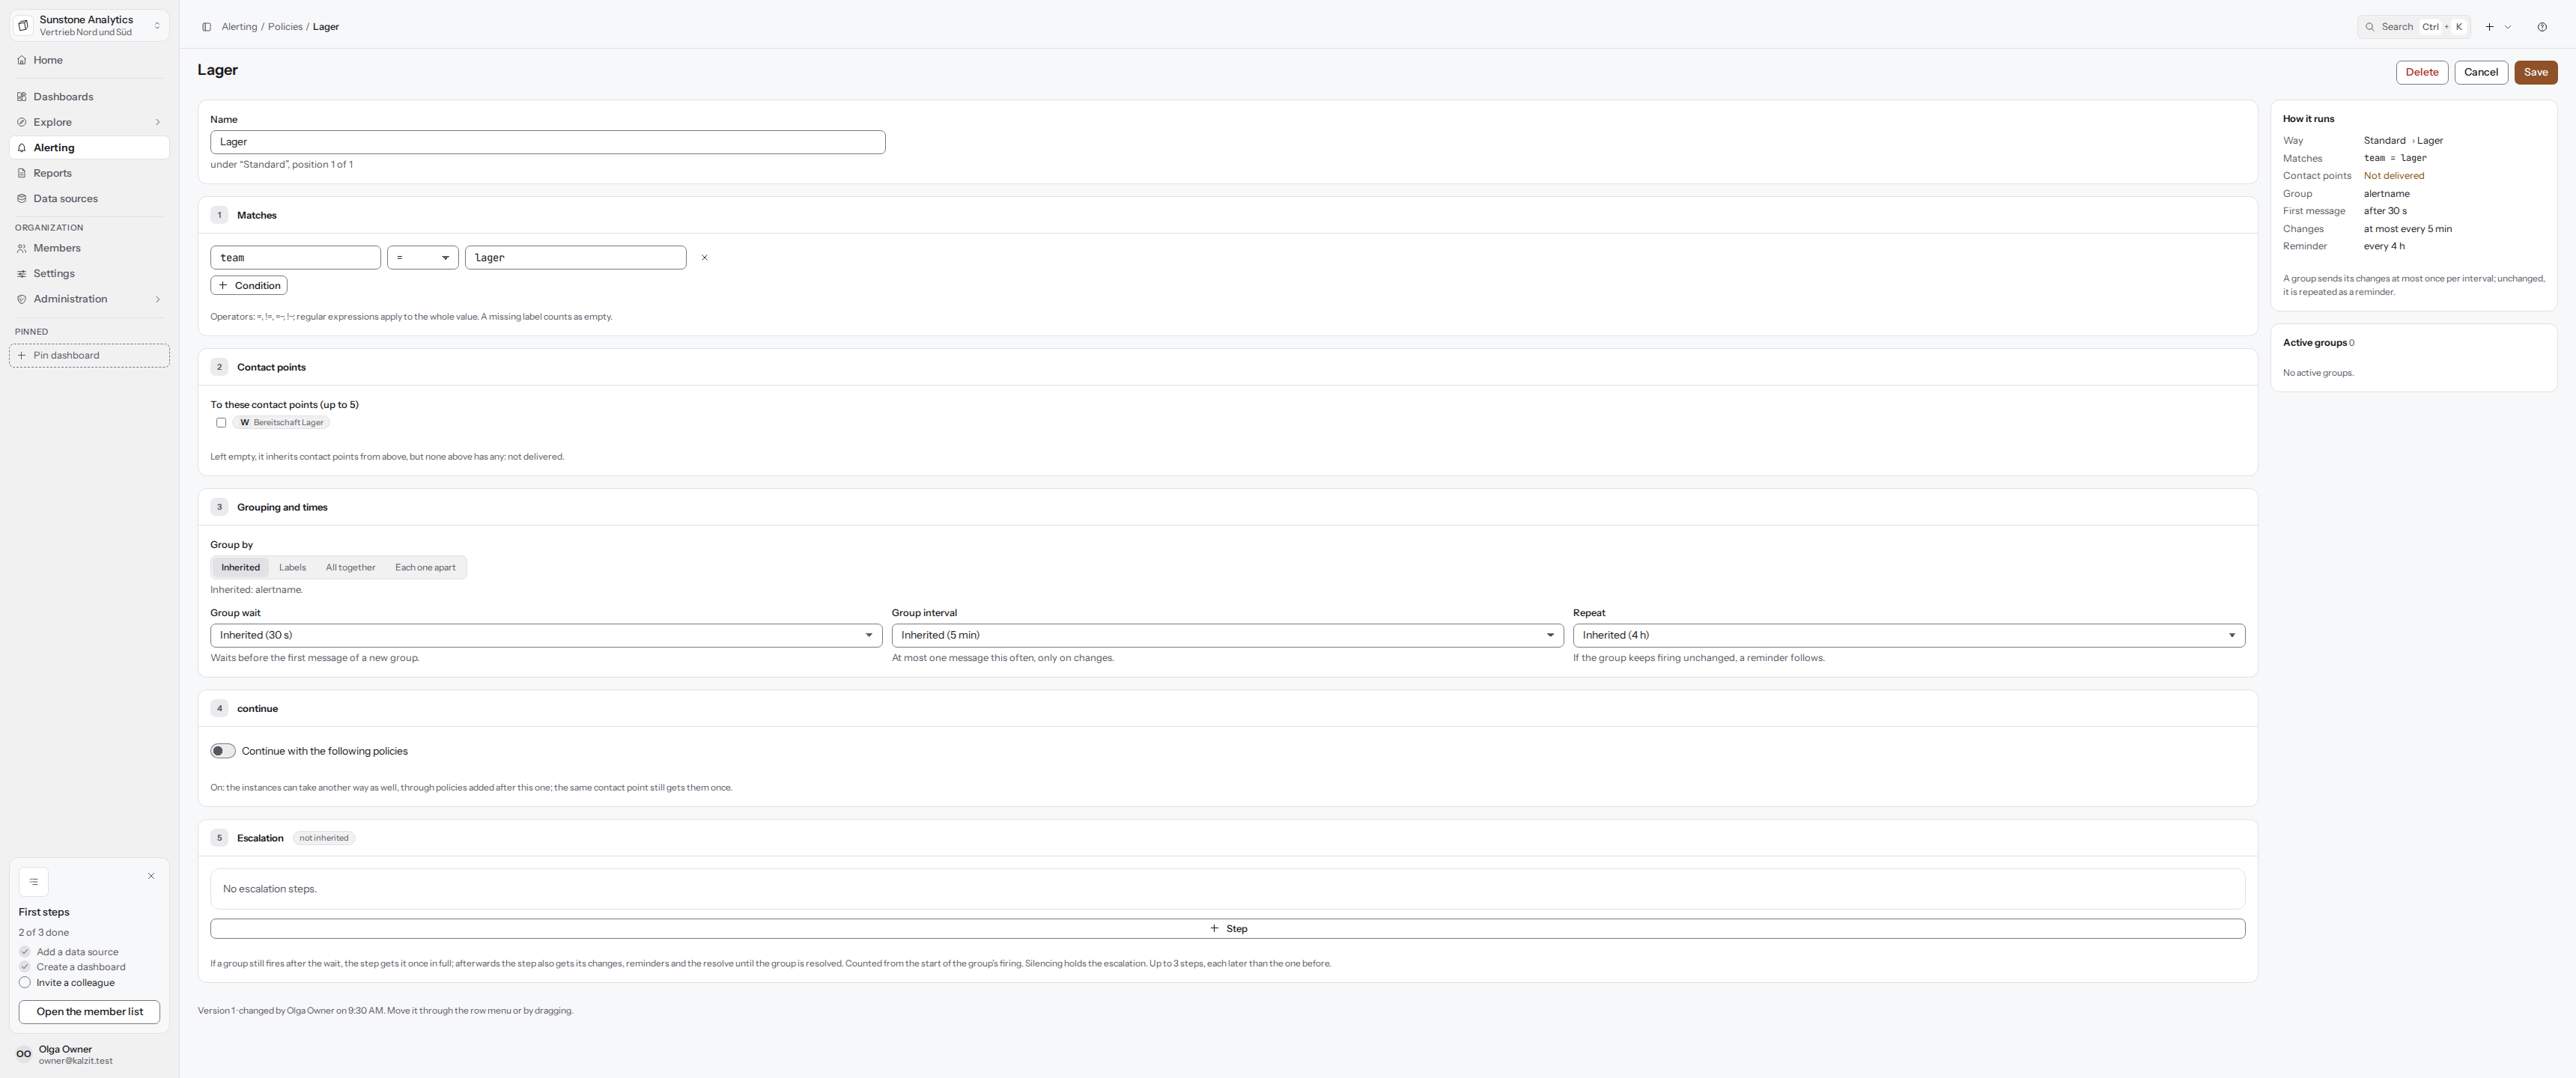 Sunstone Analytics
Vertrieb Nord und Süd
Home
Dashboards
Explore
Alerting
Reports
Data sources
ORGANIZATION
Members
Settings
Administration
PINNED
Pin dashboard
First steps
2 of 3 done
Add a data source
Create a dashboard
Invite a colleague
Open the member list
OO
Olga Owner
owner@kalzit.test
Alerting / Policies / Lager
Search Ctrl + K
Lager
Delete
Cancel
Save
Name
Lager
under “Standard”, position 1 of 1
1 Matches
team = lager
Condition
Operators: =, !=, =~, !~; regular expressions apply to the whole value. A missing label counts as empty.
2 Contact points
To these contact points (up to 5)
W Bereitschaft Lager
Left empty, it inherits contact points from above, but none above has any: not delivered.
3 Grouping and times
Group by
Inherited Labels All together Each one apart
Inherited: alertname.
Group wait
Inherited (30 s)
Waits before the first message of a new group.
Group interval
Inherited (5 min)
At most one message this often, only on changes.
Repeat
Inherited (4 h)
If the group keeps firing unchanged, a reminder follows.
4 continue
Continue with the following policies
On: the instances can take another way as well, through policies added after this one; the same contact point still gets them once.
5 Escalation not inherited
No escalation steps.
Step
If a group still fires after the wait, the step gets it once in full; afterwards the step also gets its changes, reminders and the resolve until the group is resolved. Counted from the start of the group's firing. Silencing holds the escalation. Up to 3 steps, each later than the one before.
Version 1 · changed by Olga Owner on 9:30 AM. Move it through the row menu or by dragging.
How it runs
Way Standard › Lager
Matches team = lager
Contact points Not delivered
Group alertname
First message after 30 s
Changes at most every 5 min
Reminder every 4 h
A group sends its changes at most once per interval; unchanged,
it is repeated as a reminder.
Active groups 0
No active groups.